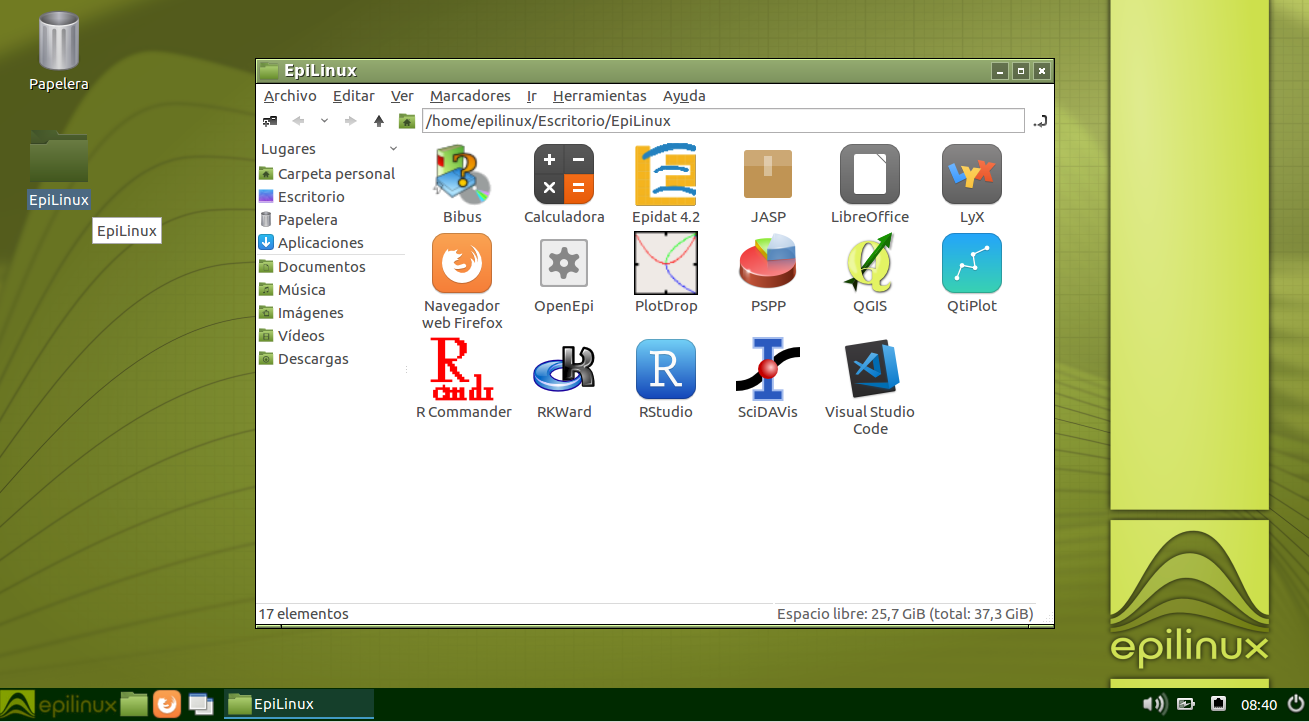 Papelera
EpiLinux
EpiLinux
EpiLinux
Archivo Editar Ver Marcadores Ir Herramientas Ayuda
/home/epilinux/Escritorio/EpiLinux
Lugares
Carpeta personal
Escritorio
Papelera
Aplicaciones
Documentos
Música
Imágenes
Vídeos
Descargas
Bibus Calculadora Epidat 4.2 JASP LibreOffice LyX
LYX
Navegador
web Firefox
OpenEpi PlotDrop PSPP QGIS QtiPlot
R
cmdr
R
R Commander RKWard RStudio SciDAVis Visual Studio
Code
17 elementos
Espacio libre: 25,7 GiB (total: 37,3 GiB)
epilinux
epilinux
EpiLinux
08:40